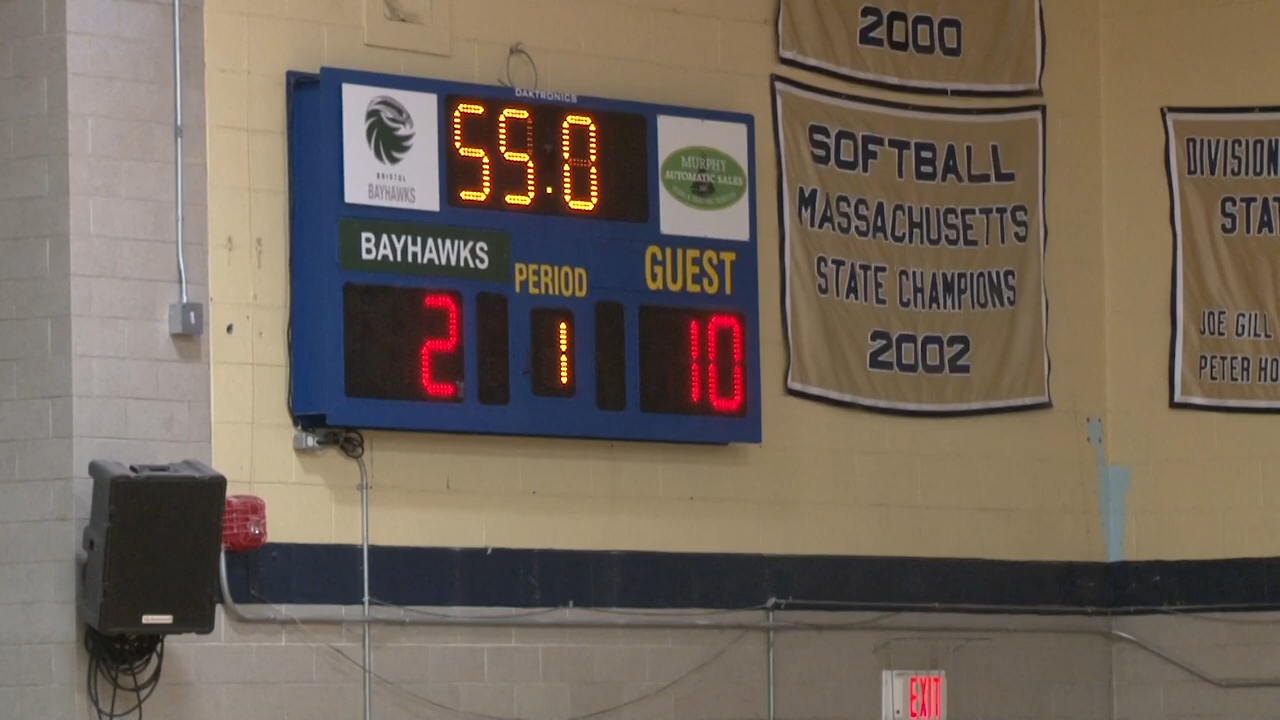 2000
DAKTRONICS
55.8
BRISTOL
BAYHAWKS
MURPHY
AUTOMATIC SALES
BAYHAWKS
PERIOD
GUEST
2
1
10
SOFTBALL
MASSACHUSETTS
STATE CHAMPIONS
2002
DIVISION
STAT
JOE GILL
PETER HO
EXIT